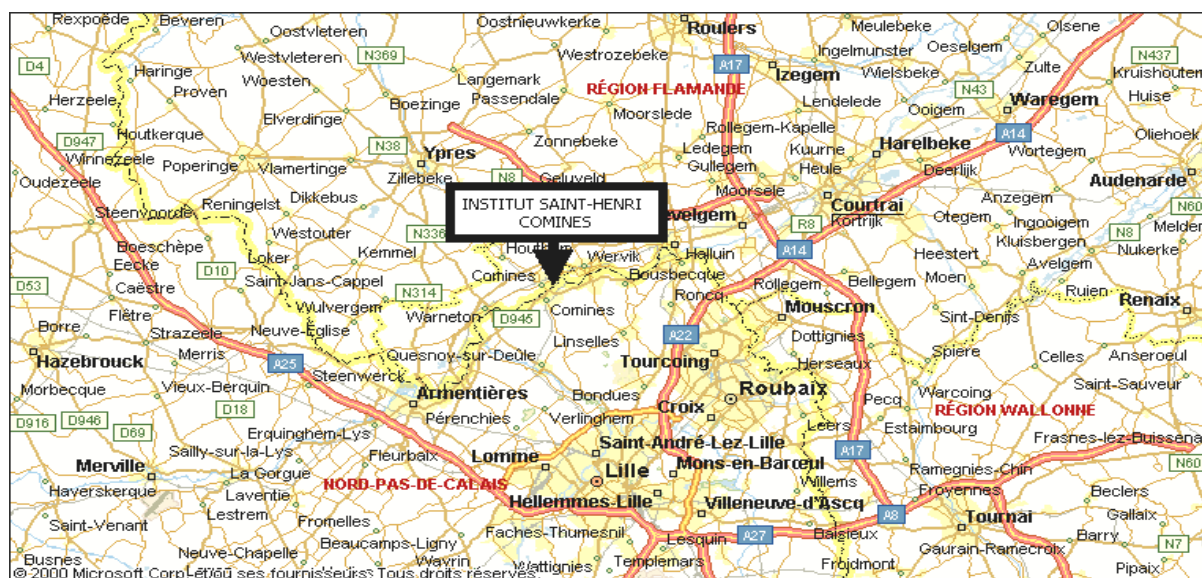 Rexpoëde
Beveren
Oostvleteren
Oostnieuwkerke
Roulers
Meulebeke
Olsene
D4
Haringe
Westvleteren
N369
Westrozebeke
A17
Ingelmunster
Oeselgem
N437
Proven
Woesten
Langemark
Izegem
Wielsbeke
Zulte
Kruishoutem
Herzeele
Boezinge
Passendale
RÉGION FLAMANDE
Lendelede
N43
Huise
Elverdinge
Moorslede
Ooigem
Waregem
D947
Houtkerque
Zonnebeke
Rollegem-Kapelle
A14
Winnezeele
N38
Ypres
Ledegem
Kuurne
Harelbeke
Wortegem
Oliehoek
Poperinge
Vlamertinge
Zillebeke
N8
Geluveld
Gullegem
Heule
Deerlijk
Audenarde
Oudezeele
Reningelst
Dikkebus
Moorsele
Courtrai
Anzegem
N60
Steenvoorde
INSTITUT SAINT-HENRI
COMINES
Kortrijk
Otegem
Ingooigem
Melden
Westouter
N336
evelgem
R8
Kluisbergen
N8
Boeschèpe
Kemmel
Wervik
Halluin
A14
Heestert
Nukerke
Eecke
Loker
Comines
Bousbecque
Avelgem
D53
D10
Caëstre
Saint-Jans-Cappel
N314
Roncq
Rollegem
Bellegem
Moen
Ruien
Flêtre
Wulvergem
Warneton
D945
Comines
Mouscron
Sint-Denijs
Renaix
Borre
Strazeele
Neuve-Église
A22
Dottignies
Hazebrouck
Merris
A25
Quesnoy-sur-Deûle
Linselles
Tourcoing
Herseaux
Spiere
Celles
Anseroeul
Morbecque
Vieux-Berquin
Steenwerck
Armentières
Bondues
Roubaix
Warcoing
Saint-Sauveur
D916
D946
D18
Pérenchies
Verlinghem
Croix
Pecq
RÉGION WALLONNE
D69
Erquinghem-Lys
Saint-André-Lez-Lille
Leers
Estaimbourg
Frasnes-lez-Buissenal
Merville
Sailly-sur-la-Lys
Fleurbaix
Lomme
Lille
Mons-en-Barœul
A17
N60
La Gorgue
Ramegnies-Chin
Haverskerque
NORD-PAS-DE-CALAIS
Willems
Froyennes
Beclers
Laventie
Hellemmes-Lille
Villeneuve-d'Ascq
A8
Saint-Venant
Lestrem
Fromelles
Faches-Thumesnil
Tournai
Gallaix
Beaucamps-Ligny
Lesquin
A27
Baisieux
Barry
N7
Busnes
Neuve-Chapelle
Wavrin
Wattignies
Templemars
Froidmont
Gaurain-Ramecroix
Pipaix
© 2000 Microsoft Corp et/ou ses fournisseurs. Tous droits réservés.